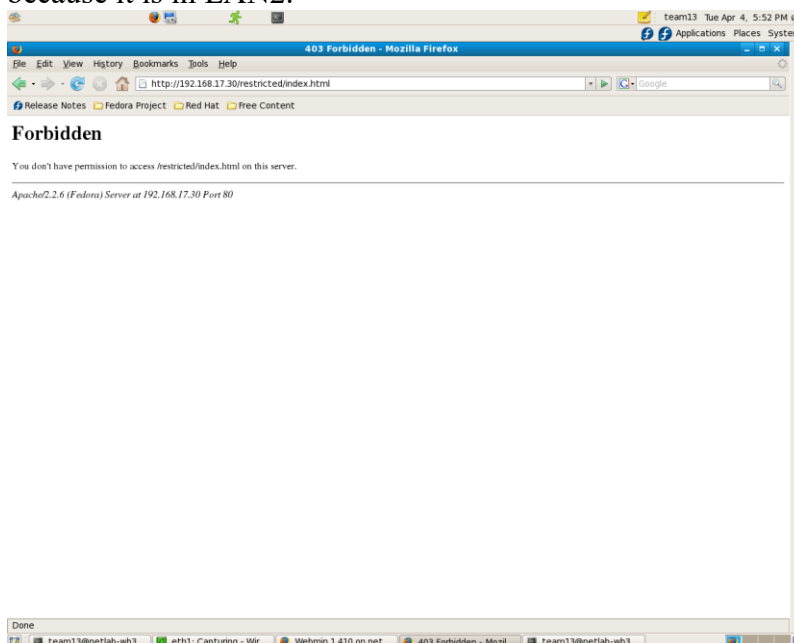 because it is in LAN2.
team13 Tue Apr 4, 5:52 PM
Applications Places
403 Forbidden - Mozilla Firefox
File Edit View History Bookmarks Tools Help
http://192.168.17.30/restricted/index.html
Google
Release Notes Fedora Project Red Hat Free Content
Forbidden
You don't have permission to access /restricted/index.html on this server.
Apache/2.2.6 (Fedora) Server at 192.168.17.30 Port 80
Done
team13@netlab-wh3 eth1: Capturing - Wir Webmin 1.410 on net 403 Forbidden - Mozil team13@netlab-wh3